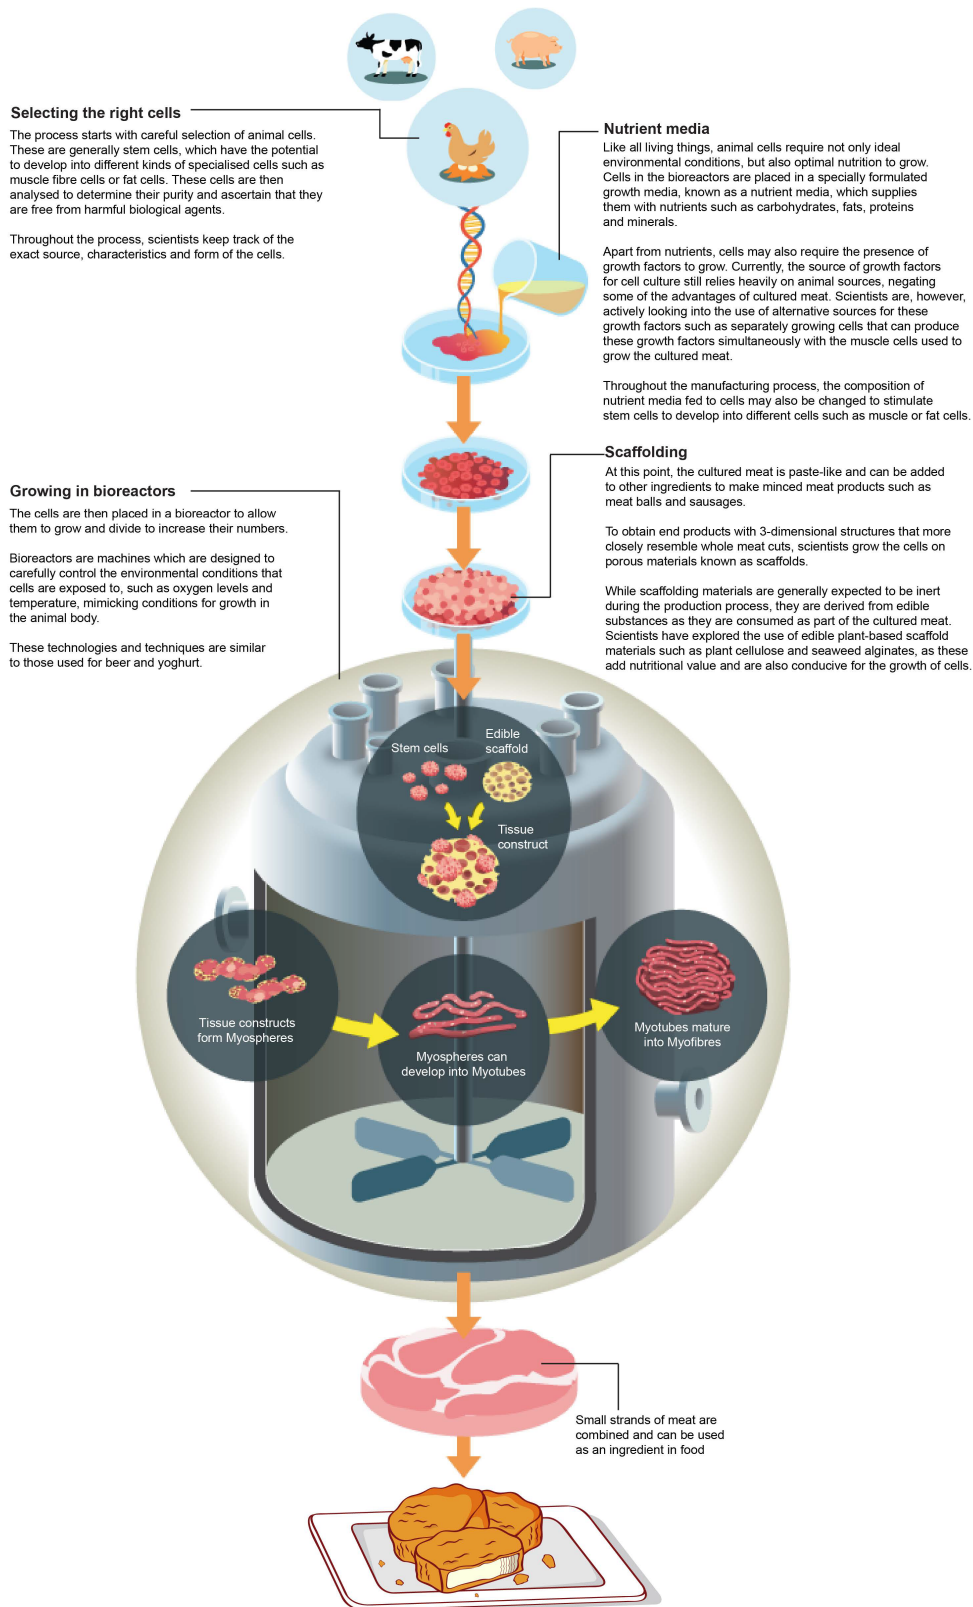 Selecting the right cells
The process starts with careful selection of animal cells.
These are generally stem cells, which have the potential
to develop into different kinds of specialised cells such as
muscle fibre cells or fat cells. These cells are then
analysed to determine their purity and ascertain that they
are free from harmful biological agents.
Throughout the process, scientists keep track of the
exact source, characteristics and form of the cells.
Nutrient media
Like all living things, animal cells require not only ideal
environmental conditions, but also optimal nutrition to grow.
Cells in the bioreactors are placed in a specially formulated
growth media, known as a nutrient media, which supplies
them with nutrients such as carbohydrates, fats, proteins
and minerals.
Apart from nutrients, cells may also require the presence of
growth factors to grow. Currently, the source of growth factors
for cell culture still relies heavily on animal sources, negating
some of the advantages of cultured meat. Scientists are, however,
actively looking into the use of alternative sources for these
growth factors such as separately growing cells that can produce
these growth factors simultaneously with the muscle cells used to
grow the cultured meat.
Throughout the manufacturing process, the composition of
nutrient media fed to cells may also be changed to stimulate
stem cells to develop into different cells such as muscle or fat cells.
Scaffolding
At this point, the cultured meat is paste-like and can be added
to other ingredients to make minced meat products such as
meat balls and sausages.
To obtain end products with 3-dimensional structures that more
closely resemble whole meat cuts, scientists grow the cells on
porous materials known as scaffolds.
While scaffolding materials are generally expected to be inert
during the production process, they are derived from edible
substances as they are consumed as part of the cultured meat.
Scientists have explored the use of edible plant-based scaffold
materials such as plant cellulose and seaweed alginates, as these
add nutritional value and are also conducive for the growth of cells.
Growing in bioreactors
The cells are then placed in a bioreactor to allow
them to grow and divide to increase their numbers.
Bioreactors are machines which are designed to
carefully control the environmental conditions that
cells are exposed to, such as oxygen levels and
temperature, mimicking conditions for growth in
the animal body.
These technologies and techniques are similar
to those used for beer and yoghurt.
Stem cells
Edible
scaffold
Tissue
construct
Tissue constructs
form Myospheres
Myospheres can
develop into Myotubes
Myotubes mature
into Myofibres
Small strands of meat are
combined and can be used
as an ingredient in food